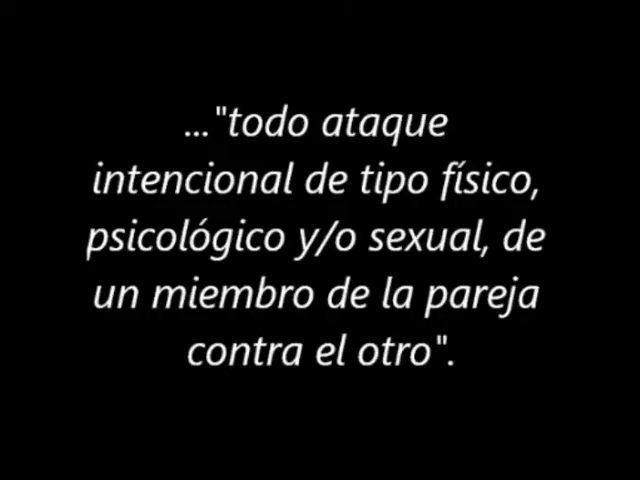 ..."todo ataque
intencional de tipo físico,
psicológico y/o sexual, de
un miembro de la pareja
contra el otro".